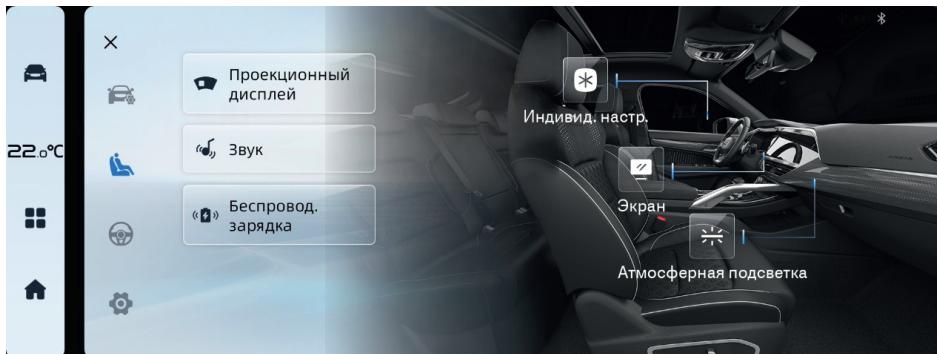 22.0°C
Проекционный
дисплей
Звук
Беспровод.
зарядка
Индивид. настр.
Экран
Атмосферная подсветка